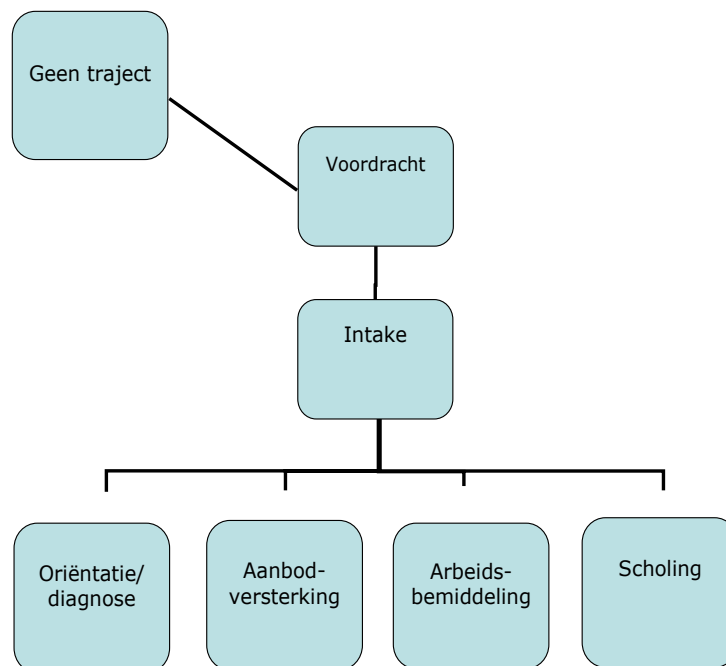 Geen traject
Voordracht
Intake
Oriëntatie/
diagnose
Aanbod-
versterking
Arbeids-
bemiddeling
Scholing